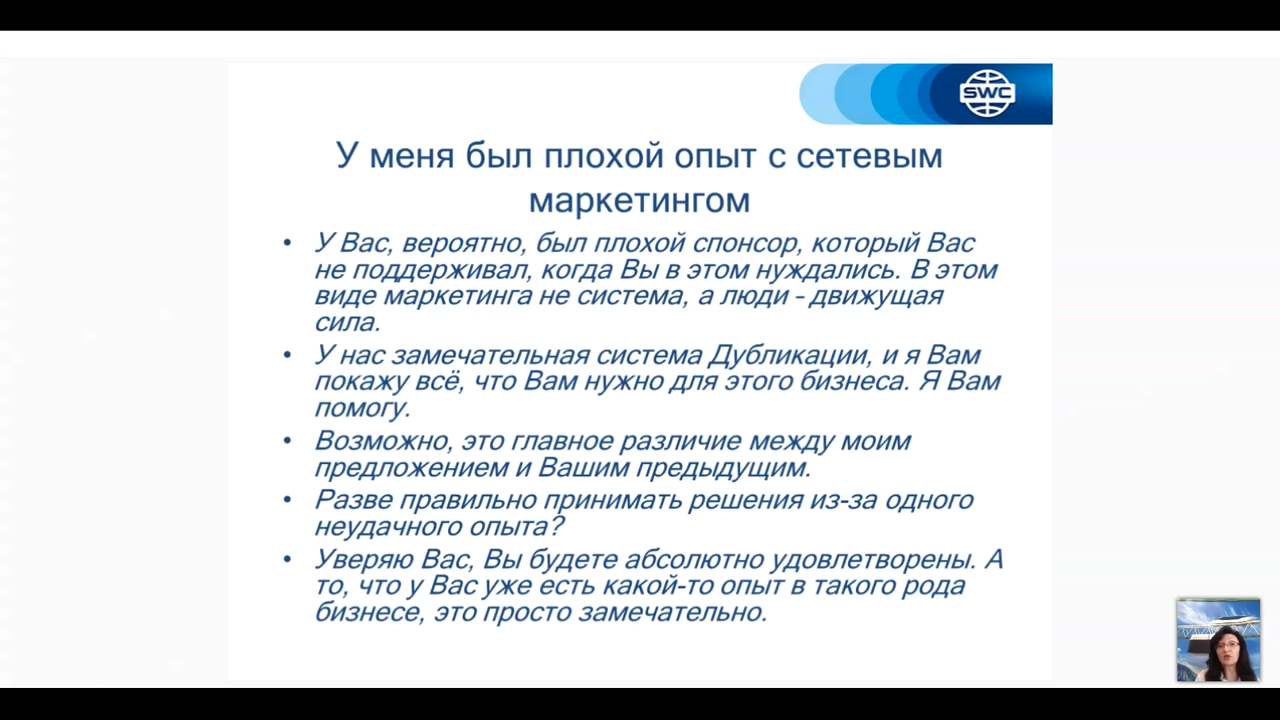 SWC
У меня был плохой опыт с сетевым
маркетингом
• У Вас, вероятно, был плохой спонсор, который Вас
не поддерживал, когда Вы в этом нуждались. В этом
виде маркетинга не система, а люди – движущая
сила.
• У нас замечательная система Дубликации, и я Вам
покажу всё, что Вам нужно для этого бизнеса. Я Вам
помогу.
• Возможно, это главное различие между моим
предложением и Вашим предыдущим.
• Разве правильно принимать решения из-за одного
неудачного опыта?
• Уверяю Вас, Вы будете абсолютно удовлетворены. А
то, что у Вас уже есть какой-то опыт в такого рода
бизнесе, это просто замечательно.